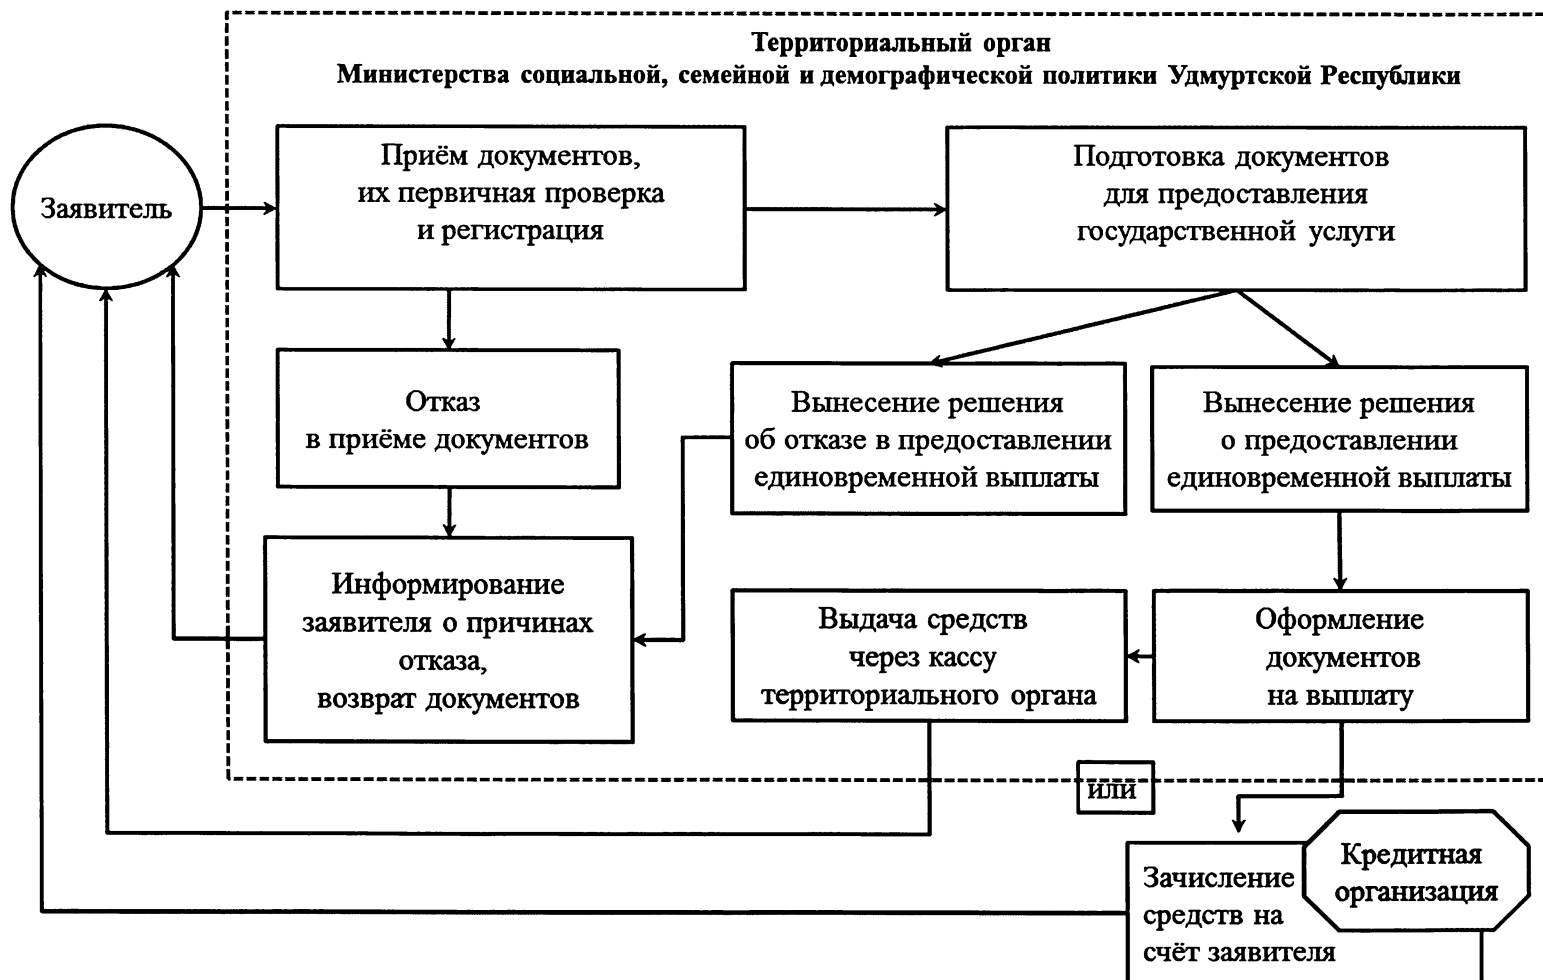 Территориальный орган
Министерства социальной, семейной и демографической политики Удмуртской Республики
Заявитель
Приём документов,
их первичная проверка
и регистрация
Подготовка документов
для предоставления
государственной услуги
Отказ
в приёме документов
Вынесение решения
об отказе в предоставлении
единовременной выплаты
Вынесение решения
о предоставлении
единовременной выплаты
Информирование
заявителя о причинах
отказа,
возврат документов
Выдача средств
через кассу
территориального органа
Оформление
документов
на выплату
или
Кредитная
организация
Зачисление
средств на
счёт заявителя